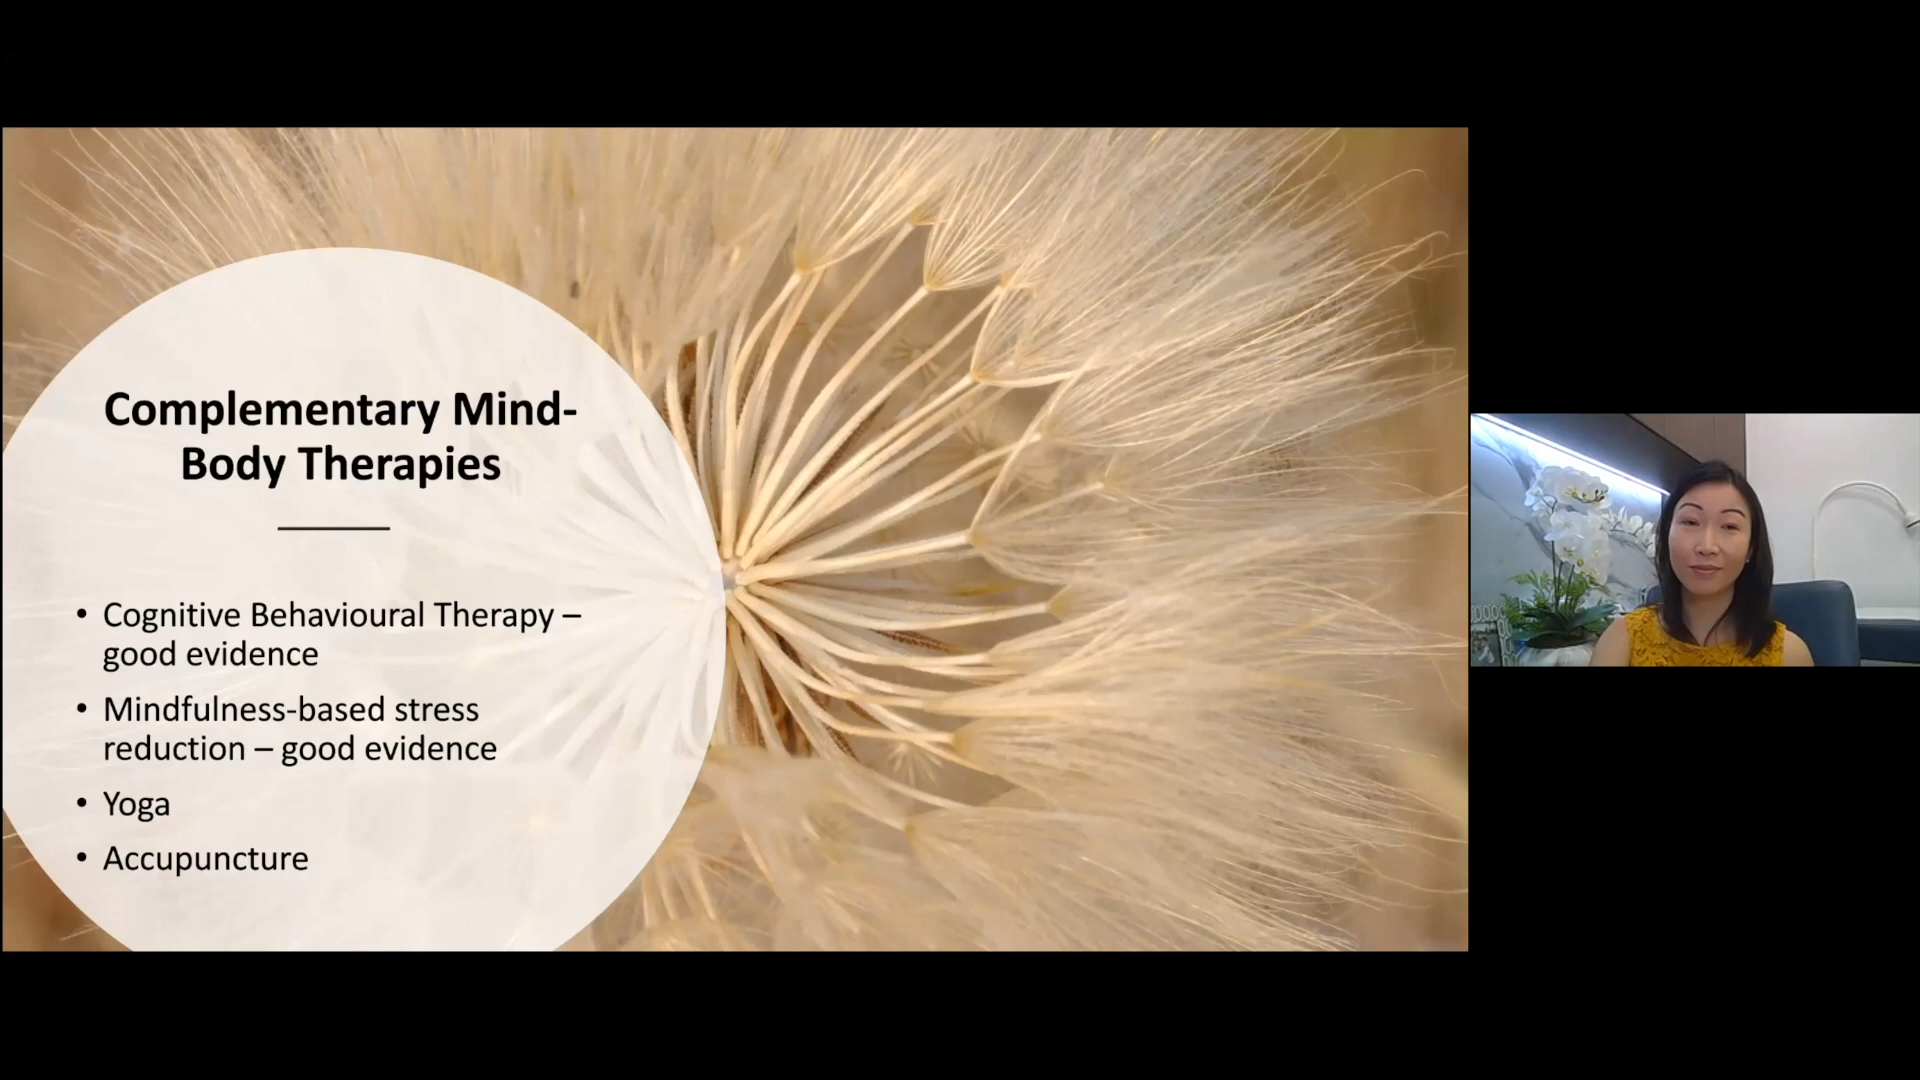 Complementary Mind-
Body Therapies
• Cognitive Behavioural Therapy –
good evidence
• Mindfulness-based stress
reduction – good evidence
• Yoga
• Accupuncture